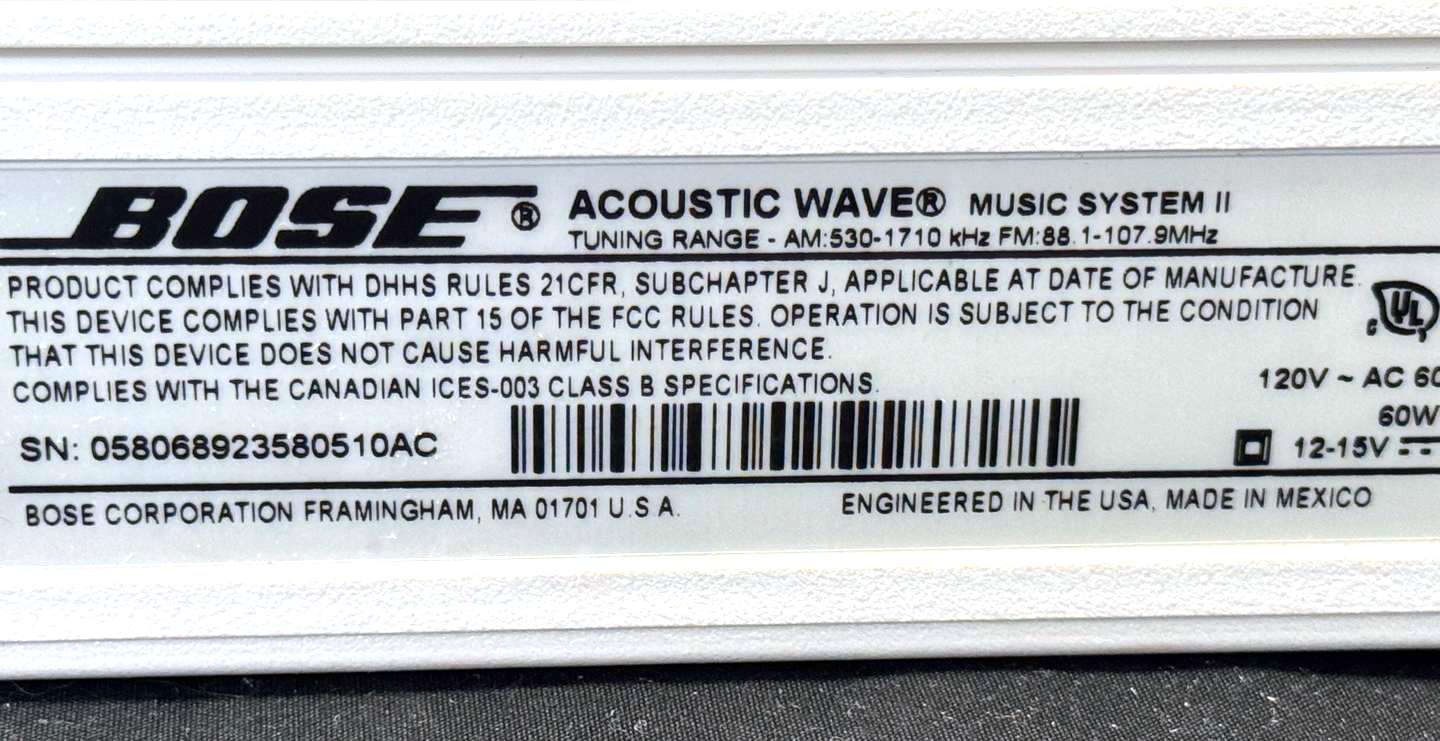 BOSE ® ACOUSTIC WAVE® MUSIC SYSTEM II
TUNING RANGE - AM:530-1710 kHz FM:88.1-107.9MHz
PRODUCT COMPLIES WITH DHHS RULES 21CFR, SUBCHAPTER J, APPLICABLE AT DATE OF MANUFACTURE.
THIS DEVICE COMPLIES WITH PART 15 OF THE FCC RULES. OPERATION IS SUBJECT TO THE CONDITION
THAT THIS DEVICE DOES NOT CAUSE HARMFUL INTERFERENCE.
COMPLIES WITH THE CANADIAN ICES-003 CLASS B SPECIFICATIONS.
c UL
120V ~ AC 60
60W
12-15V
SN: 058068923580510AC
BOSE CORPORATION FRAMINGHAM, MA 01701 U.S.A.
ENGINEERED IN THE USA, MADE IN MEXICO